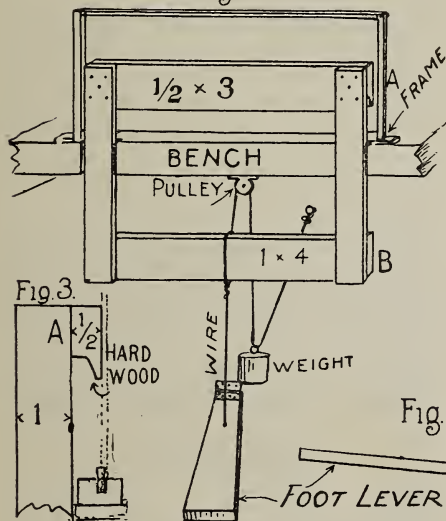 1/2 × 3
A
FRAME
BENCH
PULLEY
1 × 4
B
Fig. 3.
A
1/2
HARD
WOOD
1
WIRE
WEIGHT
Fig.
FOOT LEVER